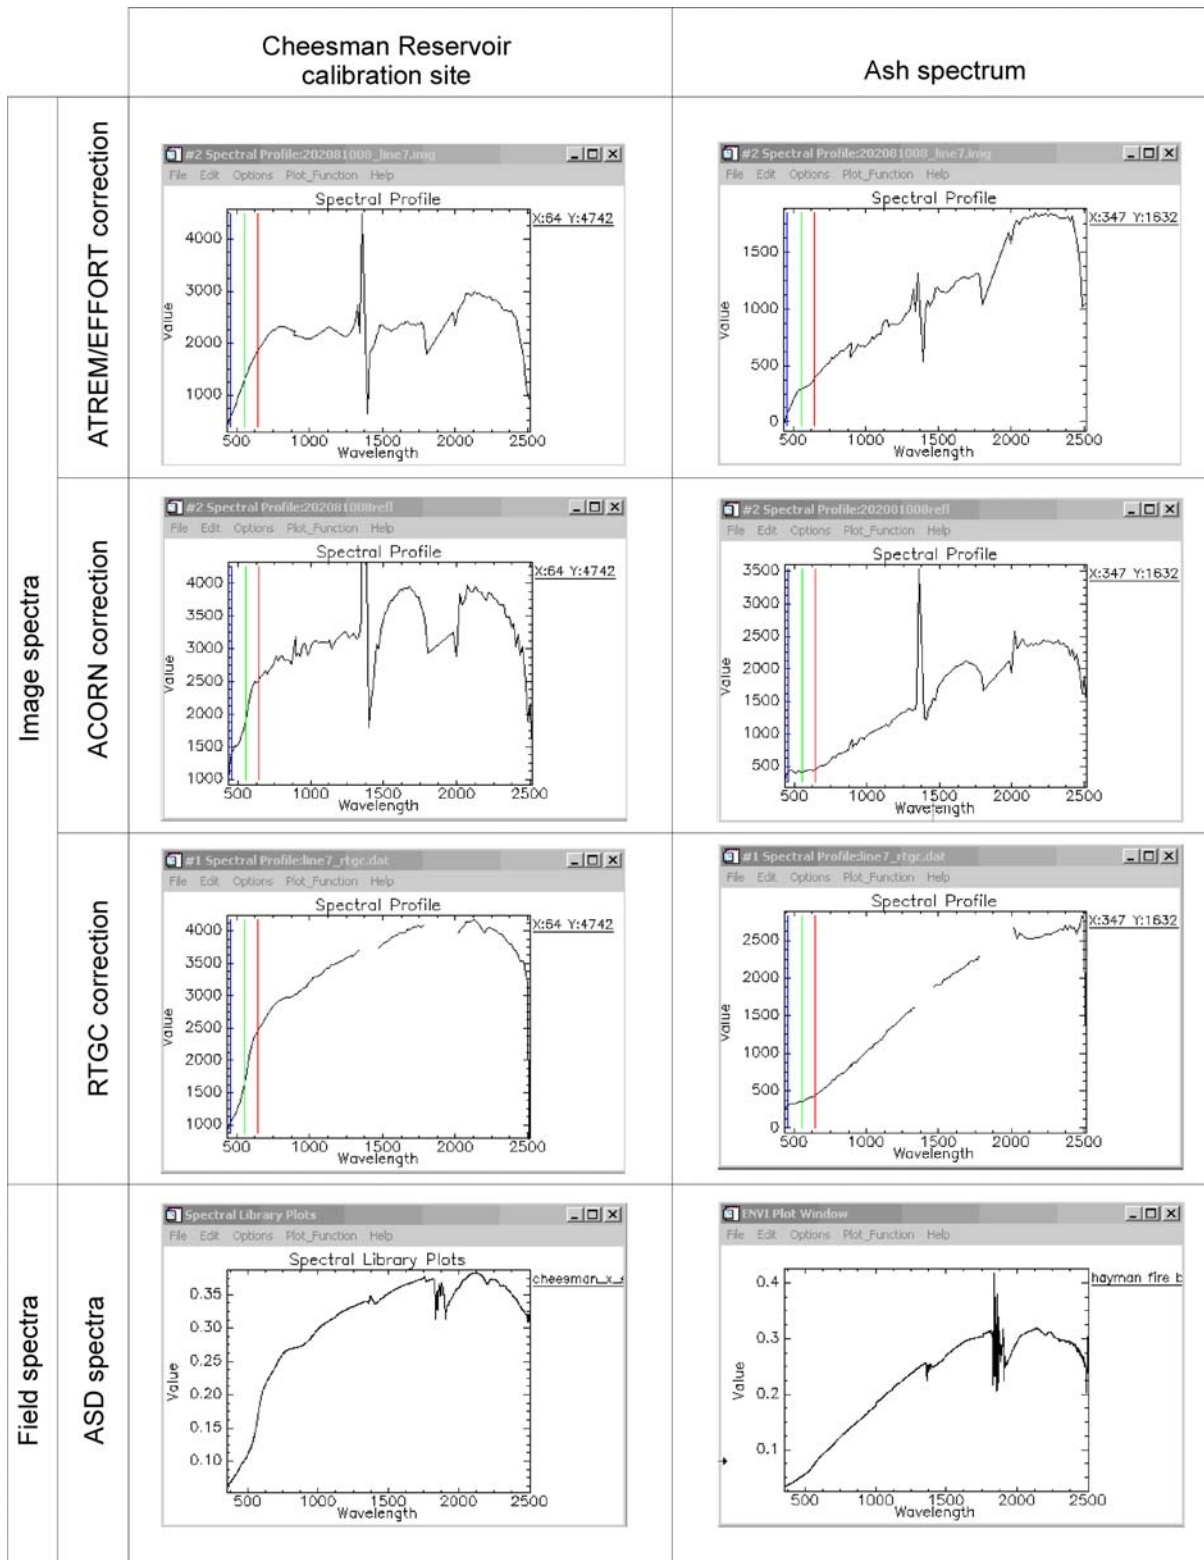 Cheesman Reservoir
calibration site
Ash spectrum
Image spectra
ATREM/EFFORT correction
#2 Spectral Profile:202081008_line7.img
File Edit Options Plot_Function Help
Spectral Profile
X:64 Y:4742
Value
4000
3000
2000
1000
500 1000 1500 2000 2500
Wavelength
#2 Spectral Profile:202081008_line7.img
File Edit Options Plot_Function Help
Spectral Profile
X:347 Y:1632
Value
1500
1000
500
0
500 1000 1500 2000 2500
Wavelength
ACORN correction
#2 Spectral Profile:202081008refl
File Edit Options Plot_Function Help
Spectral Profile
X:64 Y:4742
Value
4000
3500
3000
2500
2000
1500
1000
500 1000 1500 2000 2500
Wavelength
#2 Spectral Profile:202081008refl
File Edit Options Plot_Function Help
Spectral Profile
X:347 Y:1632
Value
3500
3000
2500
2000
1500
1000
500
500 1000 1500 2000 2500
Wavelength
RTGC correction
#1 Spectral Profile:line7_rtgc.dat
File Edit Options Plot_Function Help
Spectral Profile
X:64 Y:4742
Value
4000
3500
3000
2500
2000
1500
1000
500 1000 1500 2000 2500
Wavelength
#1 Spectral Profile:line7_rtgc.dat
File Edit Options Plot_Function Help
Spectral Profile
X:347 Y:1632
Value
2500
2000
1500
1000
500
0
500 1000 1500 2000 2500
Wavelength
Field spectra
ASD spectra
Spectral Library Plots
File Edit Options Plot_Function Help
Spectral Library Plots
cheesman_x_
Value
0.35
0.30
0.25
0.20
0.15
0.10
500 1000 1500 2000 2500
Wavelength
ENVI Plot Window
File Edit Options Plot_Function Help
hayman fire b
Value
0.4
0.3
0.2
0.1
500 1000 1500 2000 2500
Wavelength